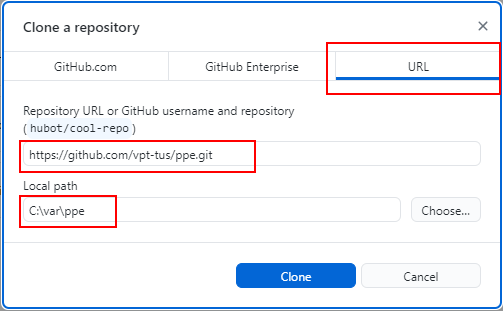 Clone a repository
GitHub.com
GitHub Enterprise
URL
Repository URL or GitHub username and repository
(hubot/cool-repo)
https://github.com/vpt-tus/ppe.git
Local path
C:\var\ppe
Choose...
Clone
Cancel